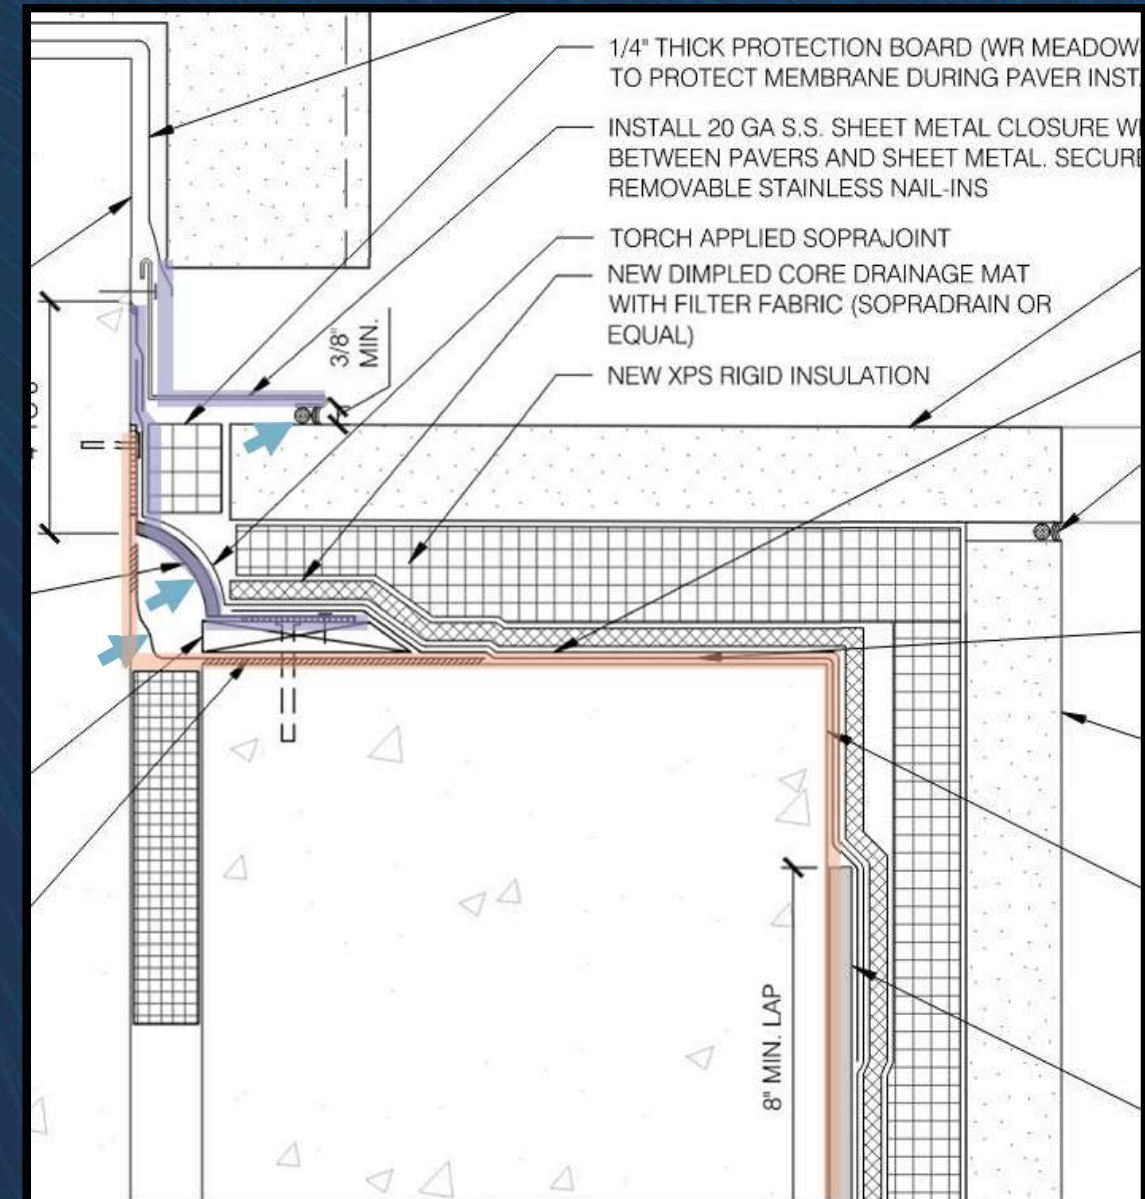 1/4" THICK PROTECTION BOARD (WR MEADOW
TO PROTECT MEMBRANE DURING PAVER INST
INSTALL 20 GA S.S. SHEET METAL CLOSURE W
BETWEEN PAVERS AND SHEET METAL. SECURE
REMOVABLE STAINLESS NAIL-INS
TORCH APPLIED SOPRAJOINT
NEW DIMPLED CORE DRAINAGE MAT
WITH FILTER FABRIC (SOPRADRAIN OR
EQUAL)
NEW XPS RIGID INSULATION
3/8"
MIN.
8" MIN. LAP